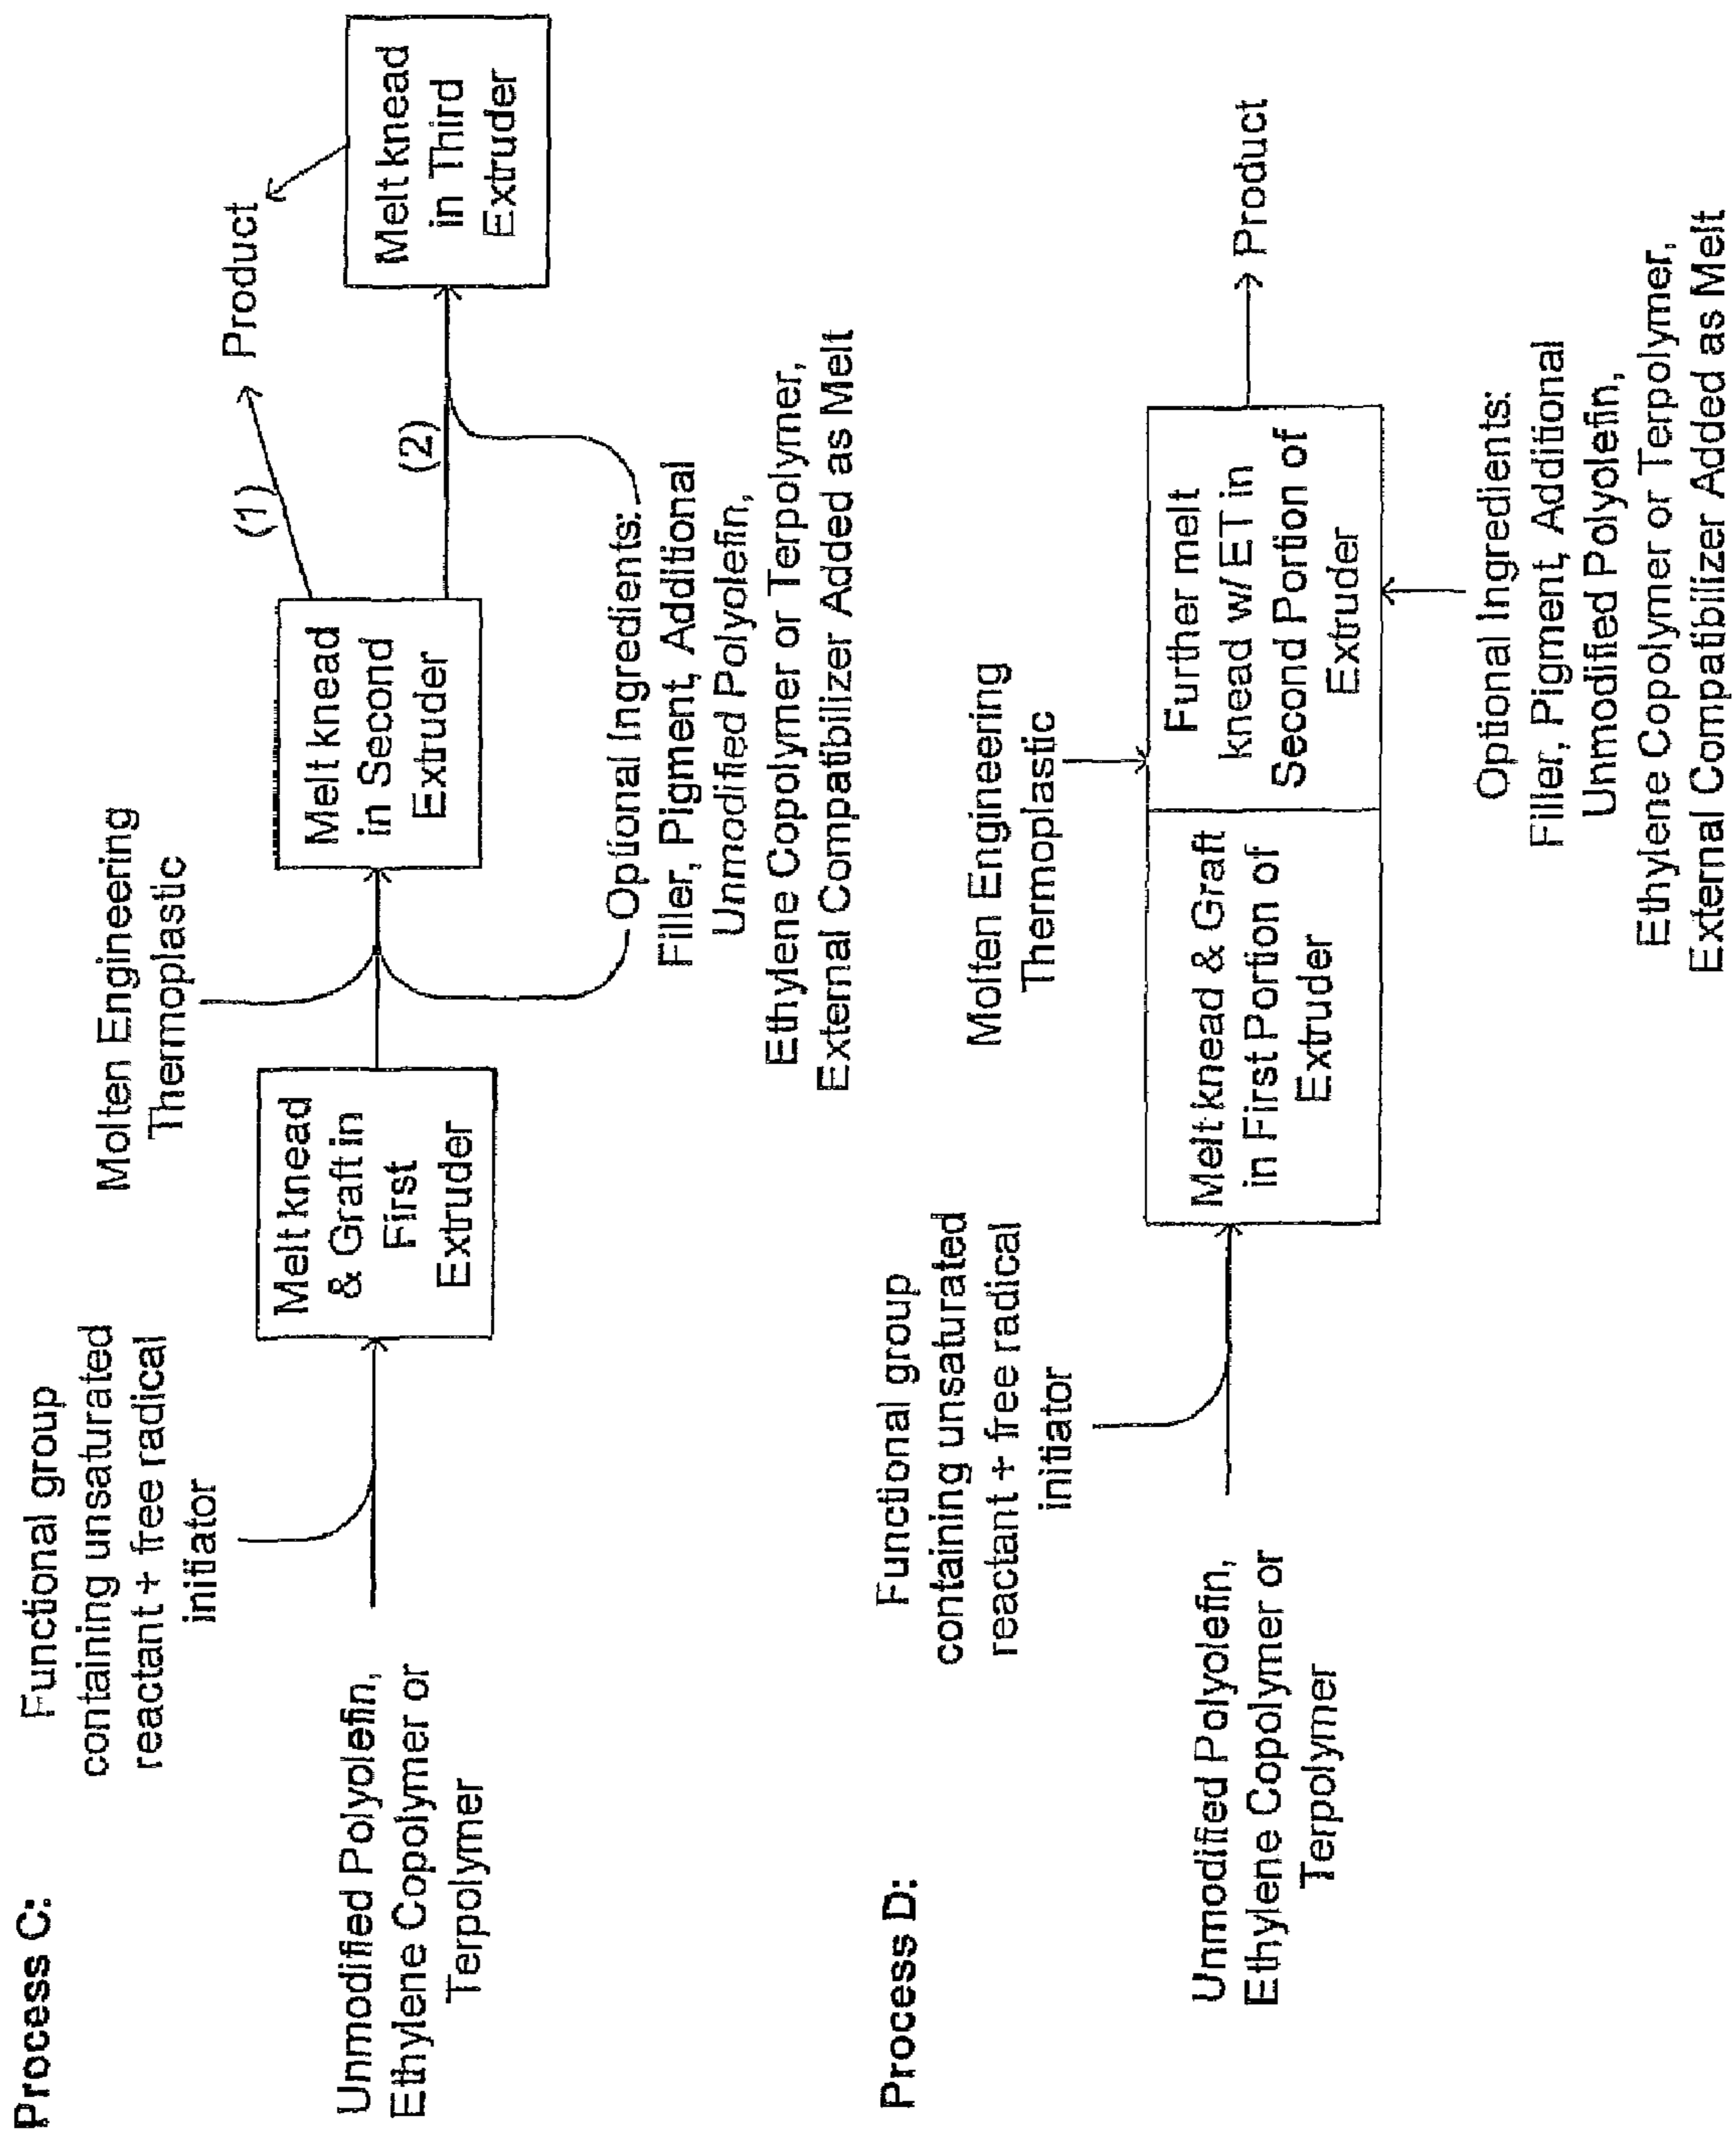 Process C:
Functional group
containing unsaturated
reactant + free radical
initiator
Unmodified Polyolefin,
Ethylene Copolymer or
Terpolymer
Melt knead
& Graft in
First
Extruder
Molten Engineering
Thermoplastic
Melt knead
in Second
Extruder
(1)
(2)
Product
Melt knead
in Third
Extruder
Optional Ingredients:
Filler, Pigment, Additional
Unmodified Polyolefin,
Ethylene Copolymer or Terpolymer,
External Compatibilizer Added as Melt
Process D:
Functional group
containing unsaturated
reactant + free radical
initiator
Unmodified Polyolefin,
Ethylene Copolymer or
Terpolymer
Melt knead & Graft
in First Portion of
Extruder
Molten Engineering
Thermoplastic
Further melt
knead w/ET in
Second Portion of
Extruder
Product
Optional Ingredients:
Filler, Pigment, Additional
Unmodified Polyolefin,
Ethylene Copolymer or Terpolymer,
External Compatibilizer Added as Melt